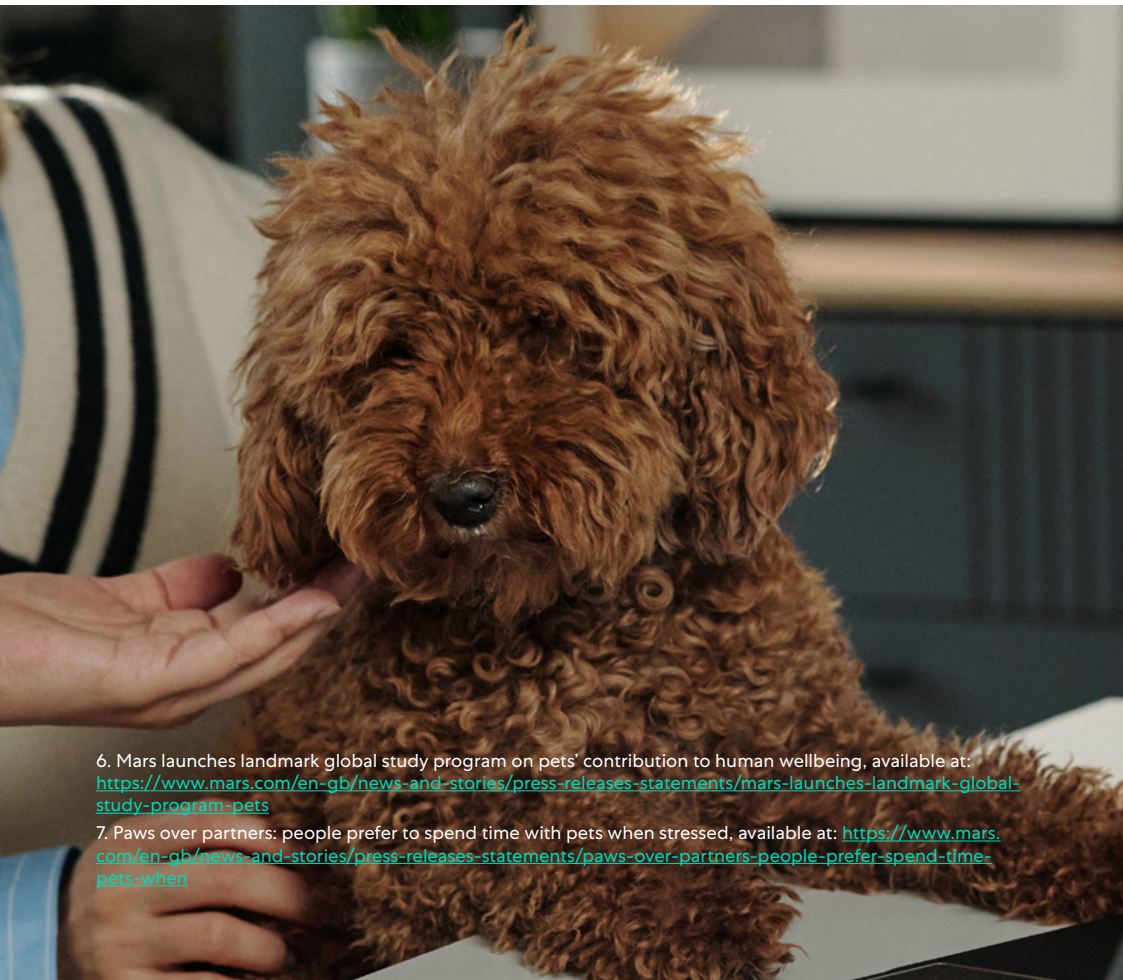 6. Mars launches landmark global study program on pets’ contribution to human wellbeing, available at:
https://www.mars.com/en-gb/news-and-stories/press-releases-statements/mars-launches-landmark-global-
study-program-pets
7. Paws over partners: people prefer to spend time with pets when stressed, available at: https://www.mars.
com/en-gb/news-and-stories/press-releases-statements/paws-over-partners-people-prefer-spend-time-
pets-when